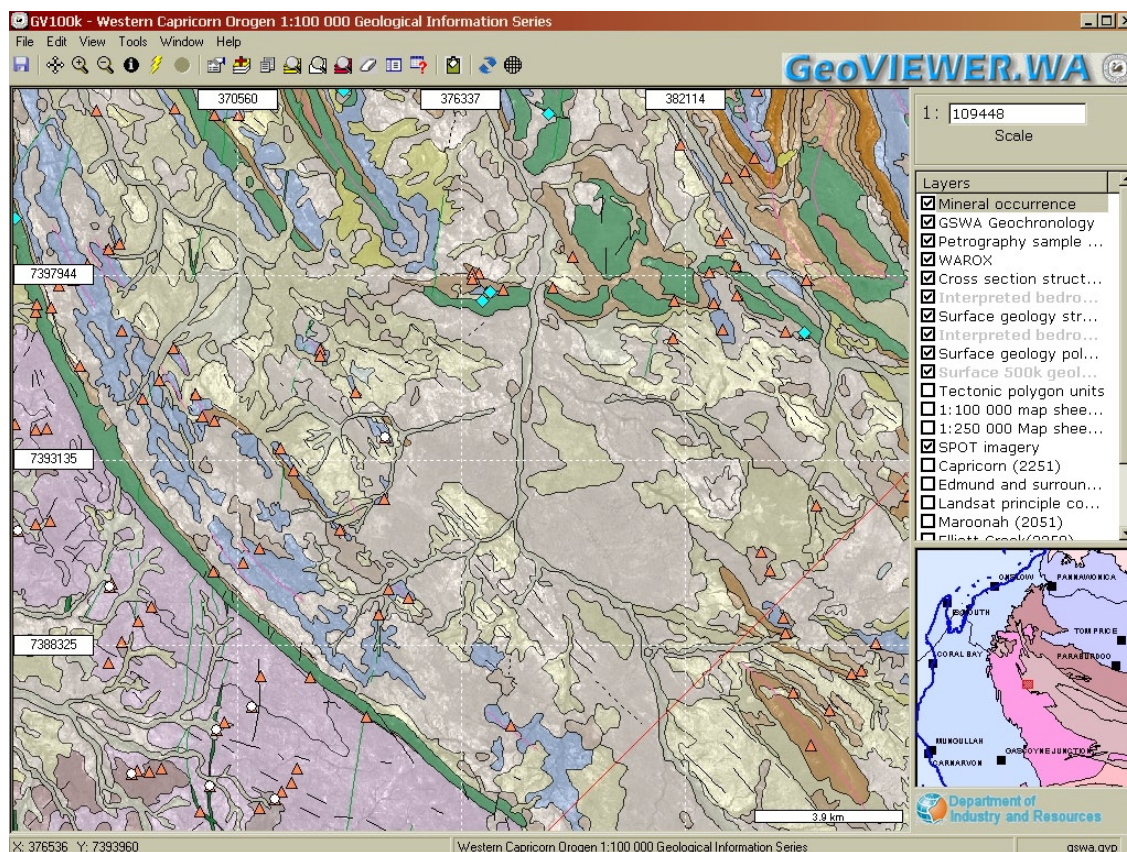 GV100k - Western Capricorn Orogen 1:100 000 Geological Information Series
File Edit View Tools Window Help
GeoVIEWER.WA
370560 376337 382114
7397944
7393135
7388325
3.9 km
1: 109448
Scale
Layers
Mineral occurrence
GSWA Geochronology
Petrography sample ...
WAROX
Cross section struct...
Interpreted bedro...
Surface geology str...
Interpreted bedro...
Surface geology pol...
Surface 500k geol...
Tectonic polygon units
1:100 000 map shee...
1:250 000 Map shee...
SPOT imagery
Capricorn (2251)
Edmund and surroun...
Landsat principle co...
Maroonah (2051)
ONSLOW
PANNAWONICA
TOM PRICE
CORAL BAY
PARABURDOO
GASCOYNE JUNCTION
CARNARVON
Department of
Industry and Resources
X: 376536 Y: 7393960
Western Capricorn Orogen 1:100 000 Geological Information Series
gswa.gvp